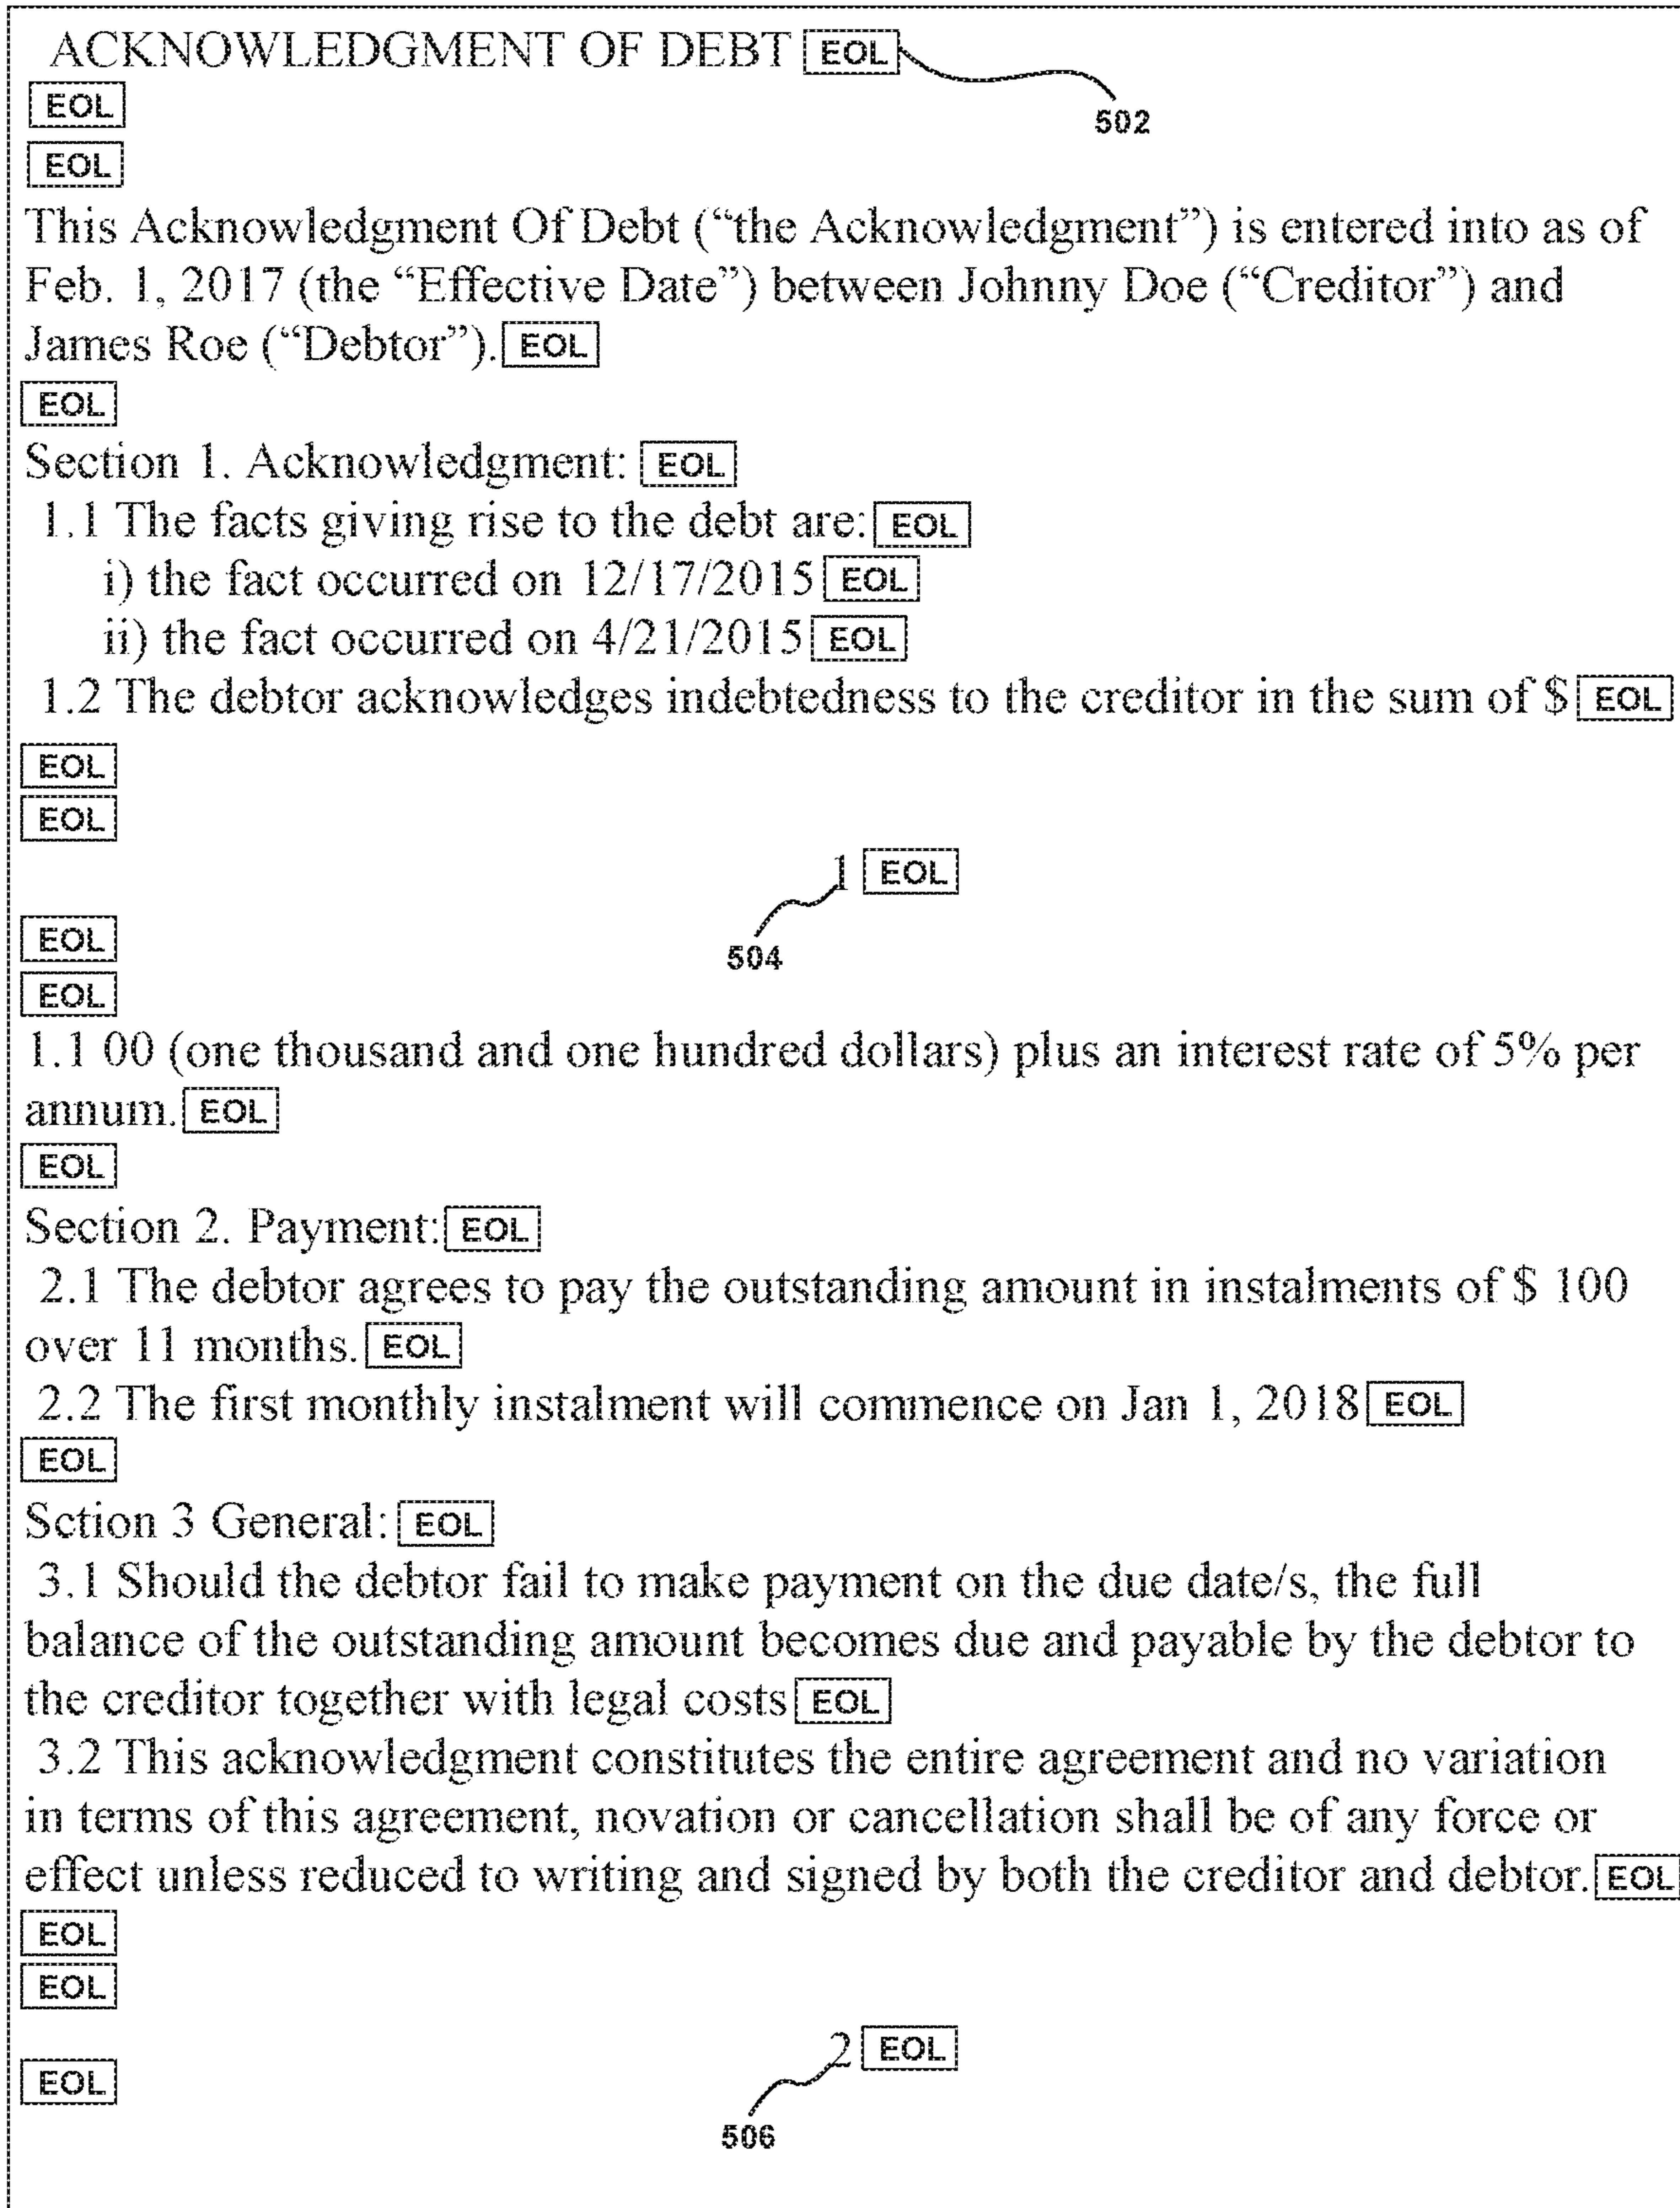 ACKNOWLEDGMENT OF DEBT EOL
502
EOL
EOL
This Acknowledgment Of Debt (“the Acknowledgment”) is entered into as of
Feb. 1, 2017 (the “Effective Date”) between Johnny Doe (“Creditor”) and
James Roe (“Debtor”). EOL
EOL
Section 1. Acknowledgment: EOL
1.1 The facts giving rise to the debt are: EOL
i) the fact occurred on 12/17/2015 EOL
ii) the fact occurred on 4/21/2015 EOL
1.2 The debtor acknowledges indebtedness to the creditor in the sum of $ EOL
EOL
EOL
1 EOL
EOL
504
EOL
1.1 00 (one thousand and one hundred dollars) plus an interest rate of 5% per
annum. EOL
EOL
Section 2. Payment: EOL
2.1 The debtor agrees to pay the outstanding amount in instalments of $ 100
over 11 months. EOL
2.2 The first monthly instalment will commence on Jan 1, 2018 EOL
EOL
Sction 3 General: EOL
3.1 Should the debtor fail to make payment on the due date/s, the full
balance of the outstanding amount becomes due and payable by the debtor to
the creditor together with legal costs EOL
3.2 This acknowledgment constitutes the entire agreement and no variation
in terms of this agreement, novation or cancellation shall be of any force or
effect unless reduced to writing and signed by both the creditor and debtor. EOL
EOL
EOL
2 EOL
EOL
506